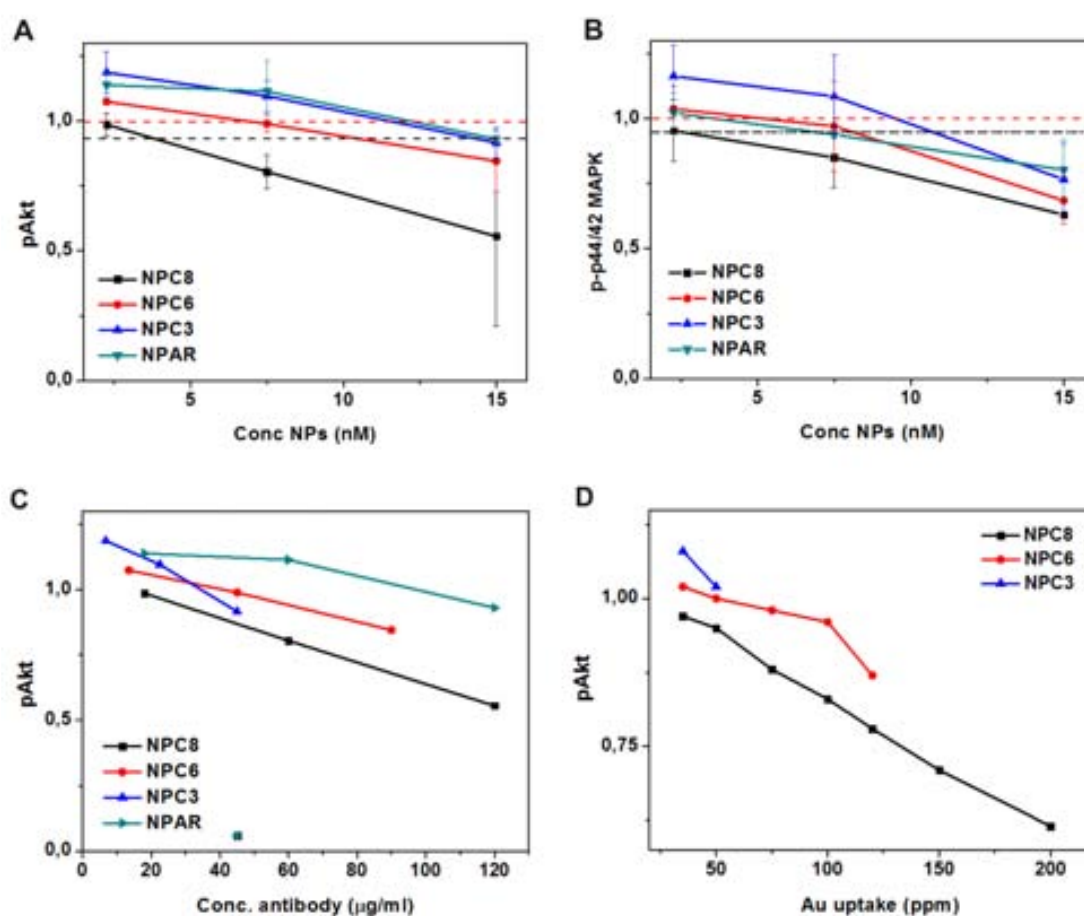 A
pAkt
1,0
0,5
0,0
NPC8
NPC6
NPC3
NPAR
5
10
15
Conc NPs (nM)
B
p-p44/42 MAPK
1,0
0,5
0,0
NPC8
NPC6
NPC3
NPAR
5
10
15
Conc NPs (nM)
C
pAkt
1,0
0,5
0,0
NPC8
NPC6
NPC3
NPAR
0
20
40
60
80
100
120
Conc. antibody (µg/ml)
D
pAkt
1,00
0,75
NPC8
NPC6
NPC3
50
100
150
200
Au uptake (ppm)